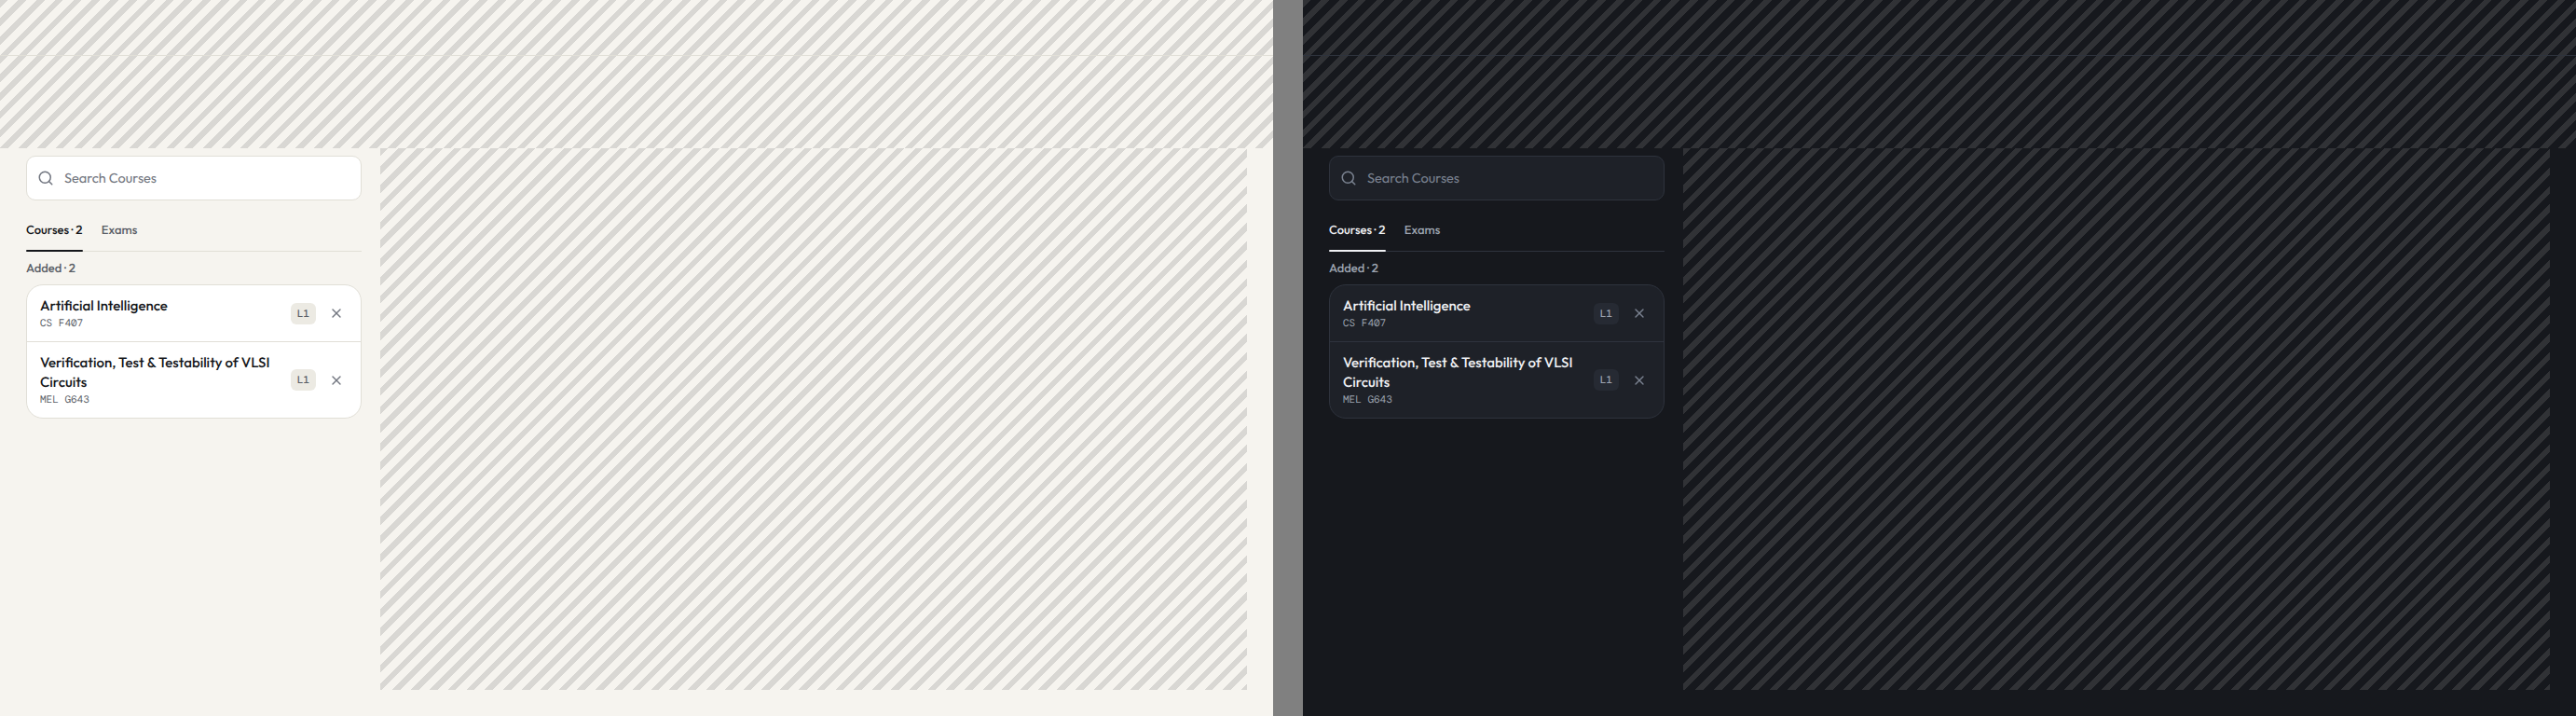 Search Courses
Courses · 2 Exams
Added · 2
Artificial Intelligence
CS F407
L1
Verification, Test & Testability of VLSI
Circuits
MEL G643
L1
Search Courses
Courses · 2 Exams
Added · 2
Artificial Intelligence
CS F407
L1
Verification, Test & Testability of VLSI
Circuits
MEL G643
L1